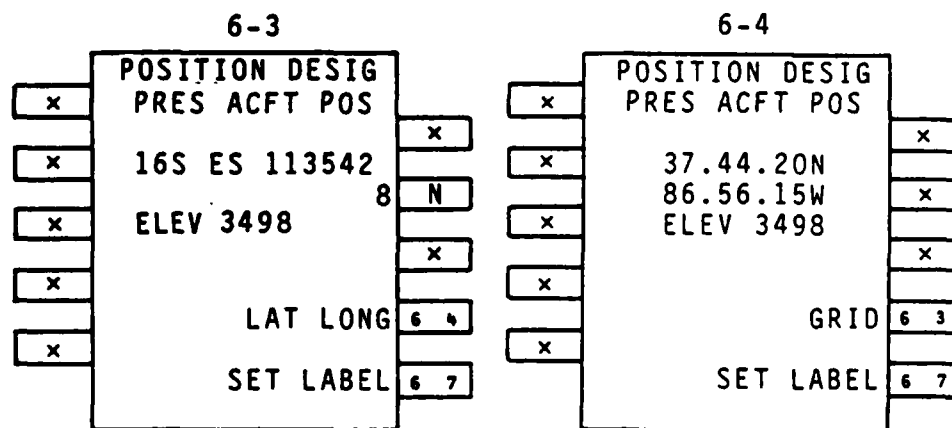 6-3
POSITION DESIG
× PRES ACFT POS
×
× 16S ES 113542
8 N
× ELEV 3498
×
×
LAT LONG 6 4
×
SET LABEL 6 7
6-4
POSITION DESIG
× PRES ACFT POS
×
× 37.44.20N
86.56.15W ×
× ELEV 3498
×
×
GRID 6 3
×
SET LABEL 6 7